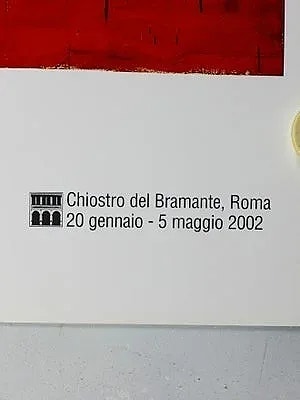 Chiostro del Bramante, Roma
20 gennaio - 5 maggio 2002